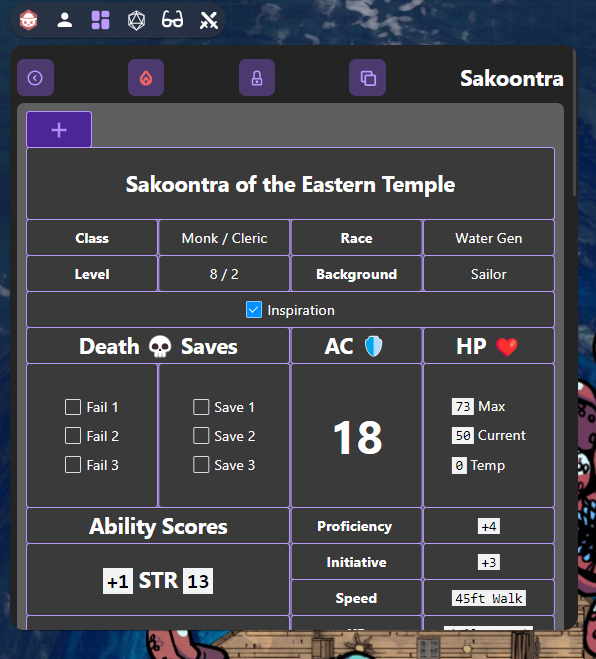 Sakoontra
Sakoontra of the Eastern Temple
Class Monk / Cleric Race Water Gen
Level 8 / 2 Background Sailor
Inspiration
Death Saves AC HP
Fail 1 Save 1 73 Max
Fail 2 Save 2 18 50 Current
Fail 3 Save 3 0 Temp
Ability Scores Proficiency +4
Initiative +3
+1 STR 13
Speed 45ft Walk